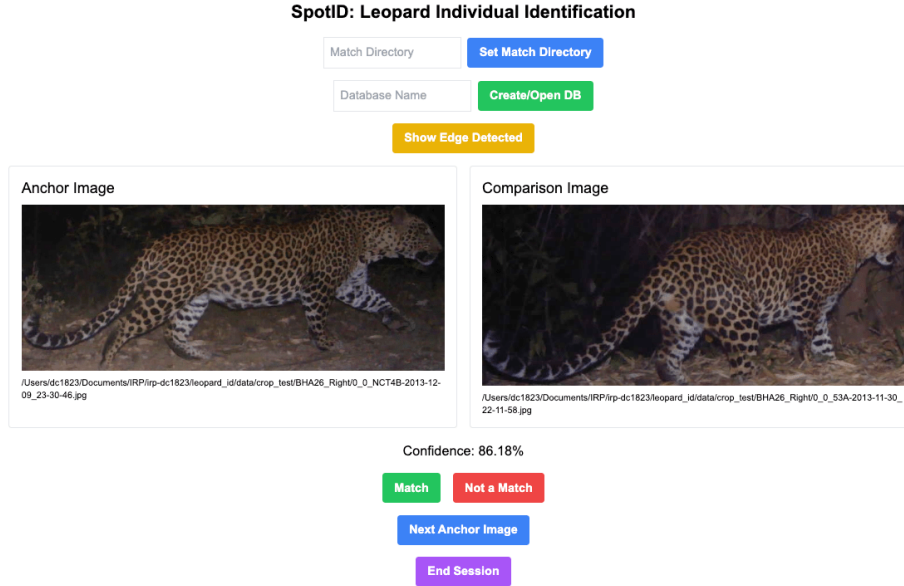 SpotID: Leopard Individual Identification
Match Directory
Set Match Directory
Database Name
Create/Open DB
Show Edge Detected
Anchor Image
Comparison Image
/Users/dc1823/Documents/IRP/irp-dc1823/leopard_id/data/crop_test/BHA26_Right/0_0_NCT4B-2013-12-
09_23-30-46.jpg
/Users/dc1823/Documents/IRP/irp-dc1823/leopard_id/data/crop_test/BHA26_Right/0_0_53A-2013-11-30_
22-11-58.jpg
Confidence: 86.18%
Match
Not a Match
Next Anchor Image
End Session